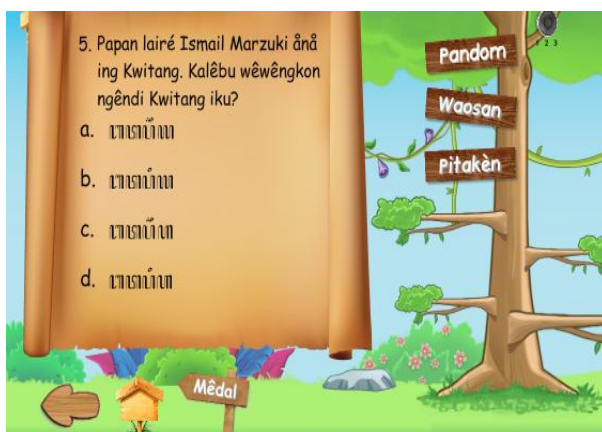 5. Papan lairé Ismail Marzuki ånå
ing Kwitang. Kalêbu wêwêngkon
ngêndi Kwitang iku?
a.
b.
c.
d.
Pandom
Waosan
Pitakèn
Mêdal
1 2 3